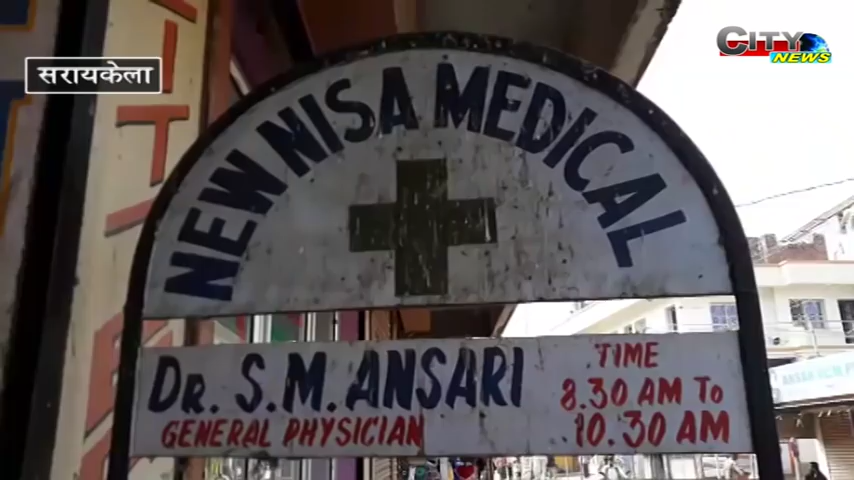 सरायकेला
CITY
NEWS
NEW NISA MEDICAL
DR. S.M. ANSARI
GENERAL PHYSICIAN
TIME
8.30 AM TO
10.30 AM